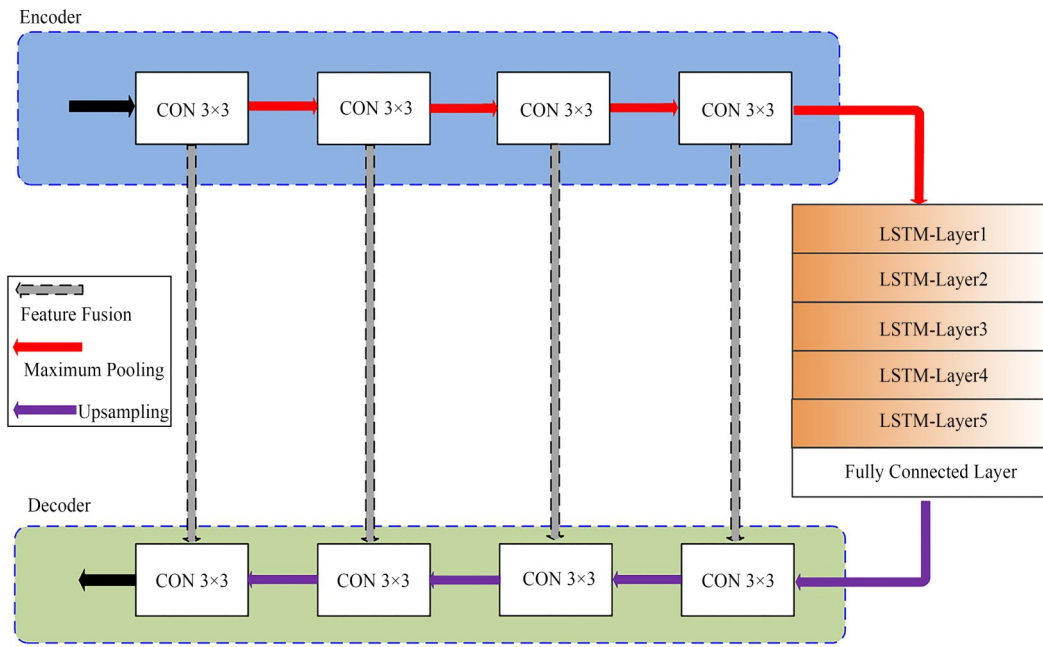 Encoder
CON 3×3
CON 3×3
CON 3×3
CON 3×3
LSTM-Layer1
LSTM-Layer2
LSTM-Layer3
LSTM-Layer4
LSTM-Layer5
Fully Connected Layer
Feature Fusion
Maximum Pooling
Upsampling
Decoder
CON 3×3
CON 3×3
CON 3×3
CON 3×3